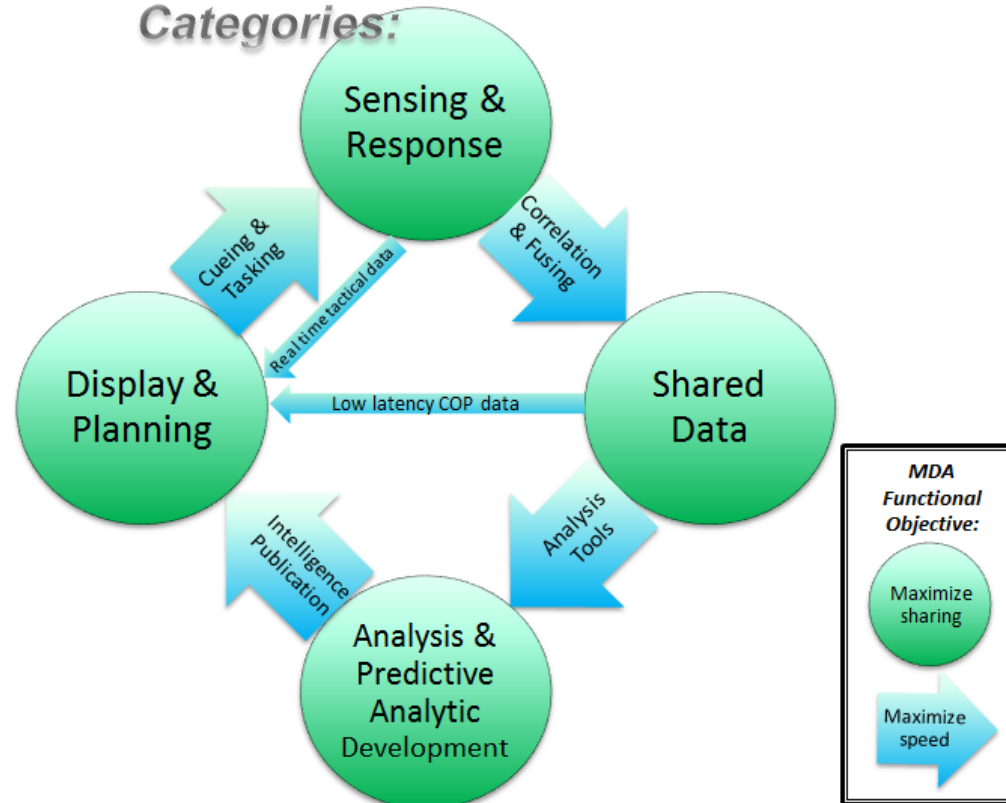 Categories:
Sensing &
Response
Cueing &
Tasking
Correlation
& Fusing
Real time tactical data
Display &
Planning
Low latency COP data
Shared
Data
Intelligence
Publication
Analysis
Tools
Analysis &
Predictive
Analytic
Development
MDA
Functional
Objective:
Maximize
sharing
Maximize
speed